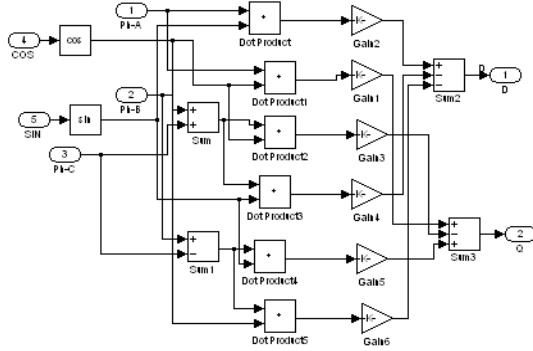 1
Ph-A
4
COS
cos
2
Ph-B
5
SIN
sin
3
Ph-C
+
+
Sum
+
−
Sum1
Dot Product
Dot Product1
Dot Product2
Dot Product3
Dot Product4
Dot Product5
-K-
Gain2
-K-
Gain1
-K-
Gain3
-K-
Gain4
-K-
Gain5
-K-
Gain6
+
−
−
Sum2
D
1
D
+
−
+
Sum3
2
Q